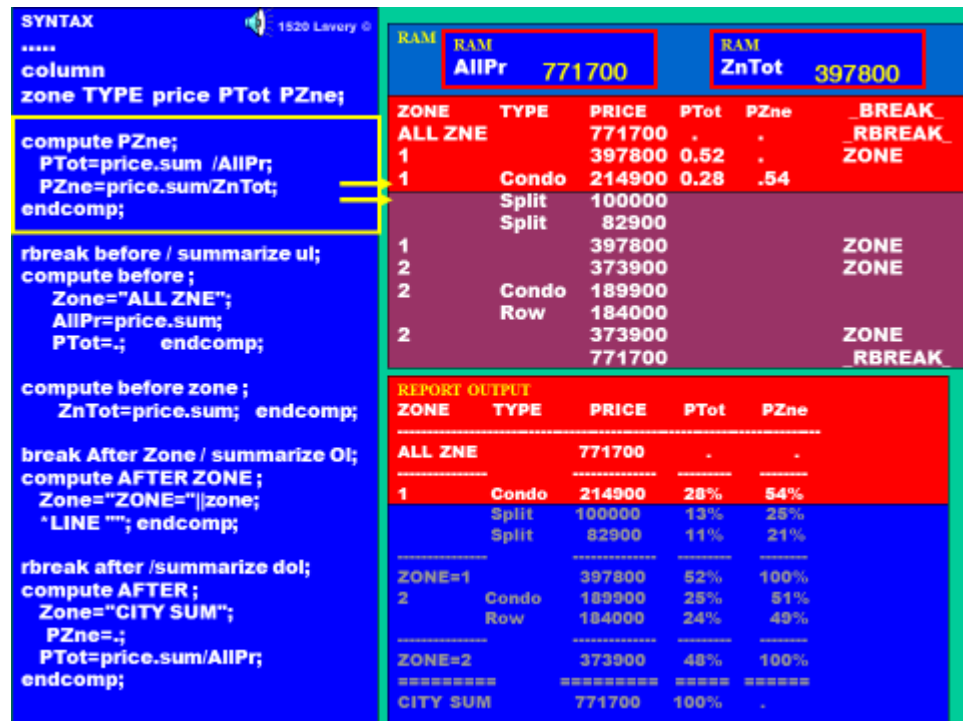 SYNTAX
1520 Lavery ©
.....
column
zone TYPE price PTot PZne;
compute PZne;
PTot=price.sum /AllPr;
PZne=price.sum/ZnTot;
endcomp;
rbreak before / summarize ul;
compute before ;
Zone="ALL ZNE";
AllPr=price.sum;
PTot=.; endcomp;
compute before zone ;
ZnTot=price.sum; endcomp;
break After Zone / summarize Ol;
compute AFTER ZONE ;
Zone="ZONE="||zone;
*LINE ""; endcomp;
rbreak after /summarize dol;
compute AFTER ;
Zone="CITY SUM";
PZne=.;
PTot=price.sum/AllPr;
endcomp;
RAM
RAM
AllPr 771700
RAM
ZnTot 397800
ZONE TYPE PRICE PTot PZne _BREAK_
ALL ZNE 771700 . . _RBREAK_
1 397800 0.52 . ZONE
1 Condo 214900 0.28 .54
Split 100000
Split 82900
1 397800 ZONE
2 373900 ZONE
2 Condo 189900
Row 184000
2 373900 ZONE
771700 _RBREAK_
REPORT OUTPUT
ZONE TYPE PRICE PTot PZne
ALL ZNE 771700 . .
1 Condo 214900 28% 54%
Split 100000 13% 25%
Split 82900 11% 21%
ZONE=1 397800 52% 100%
2 Condo 189900 25% 51%
Row 184000 24% 49%
ZONE=2 373900 48% 100%
========= ========= ===== ======
CITY SUM 771700 100% .